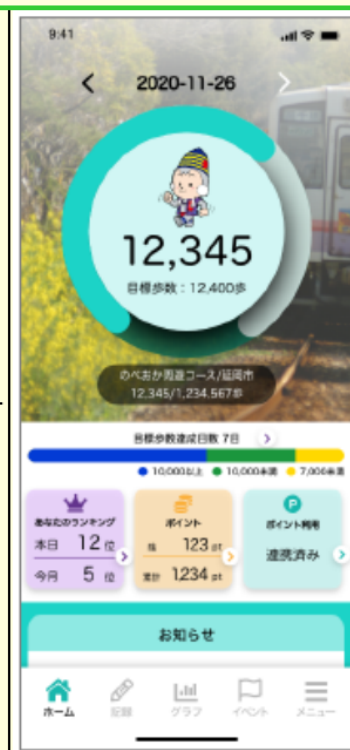 9:41
2020-11-26
12,345
目標歩数：12,400歩
のべおか周遊コース/延岡市
12,345/1,234,567歩
目標歩数達成日数 7日
10,000以上 10,000未満 7,000未満
あなたのランキング
本日 12 位
今月 5 位
ポイント
残 123 pt
累計 1234 pt
P
ポイント利用
連携済み
お知らせ
ホーム 記録 グラフ イベント メニュー